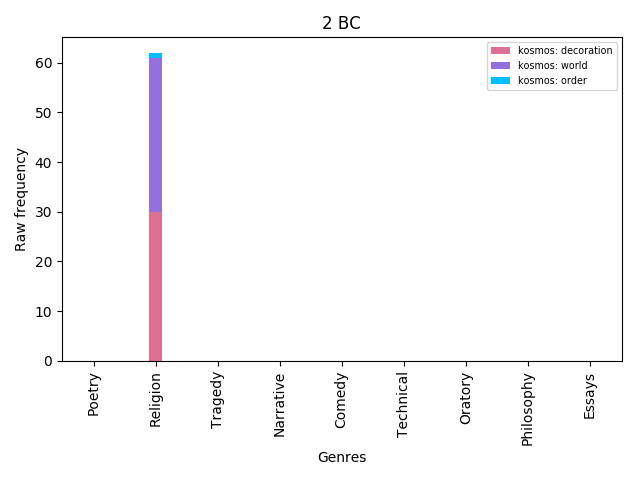 2 BC
kosmos: decoration
kosmos: world
kosmos: order
Raw frequency
60
50
40
30
20
10
0
Poetry
Religion
Tragedy
Narrative
Comedy
Technical
Oratory
Philosophy
Essays
Genres